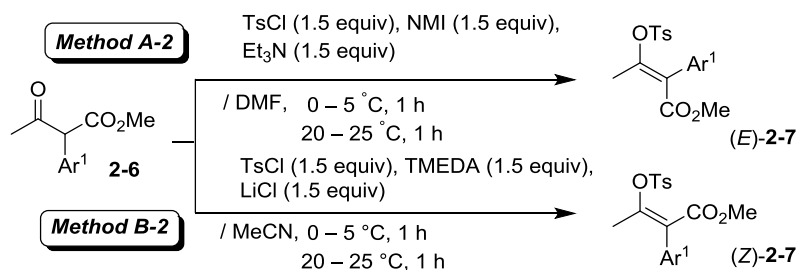 Method A-2
TsCl (1.5 equiv), NMI (1.5 equiv),
Et₃N (1.5 equiv)
/ DMF, 0 – 5 °C, 1 h
20 – 25 °C, 1 h
O
CO₂Me
Ar¹
2-6
OTs
Ar¹
CO₂Me
(E)-2-7
Method B-2
TsCl (1.5 equiv), TMEDA (1.5 equiv),
LiCl (1.5 equiv)
/ MeCN, 0 – 5 °C, 1 h
20 – 25 °C, 1 h
OTs
CO₂Me
Ar¹
(Z)-2-7